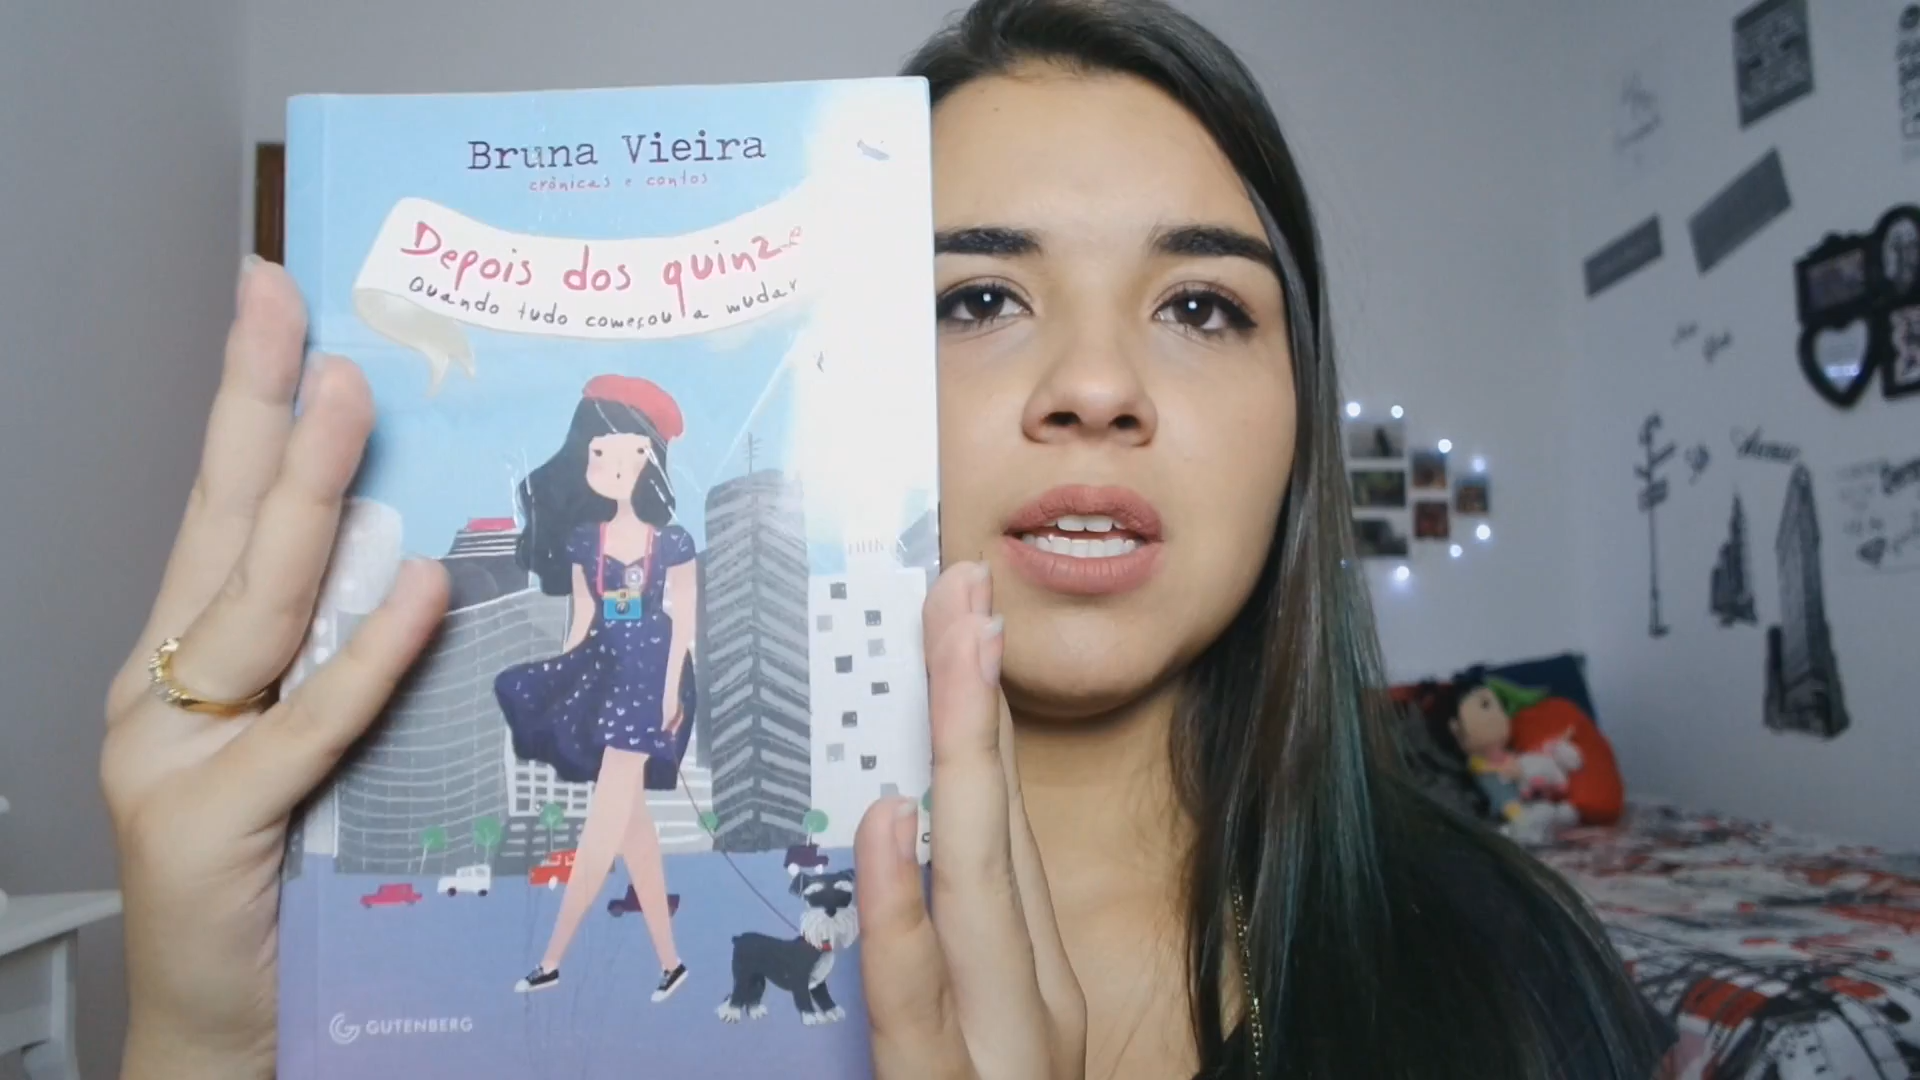 Bruna Vieira
crônicas e contos
Depois dos quinze
Quando tudo começou a mudar
GUTENBERG